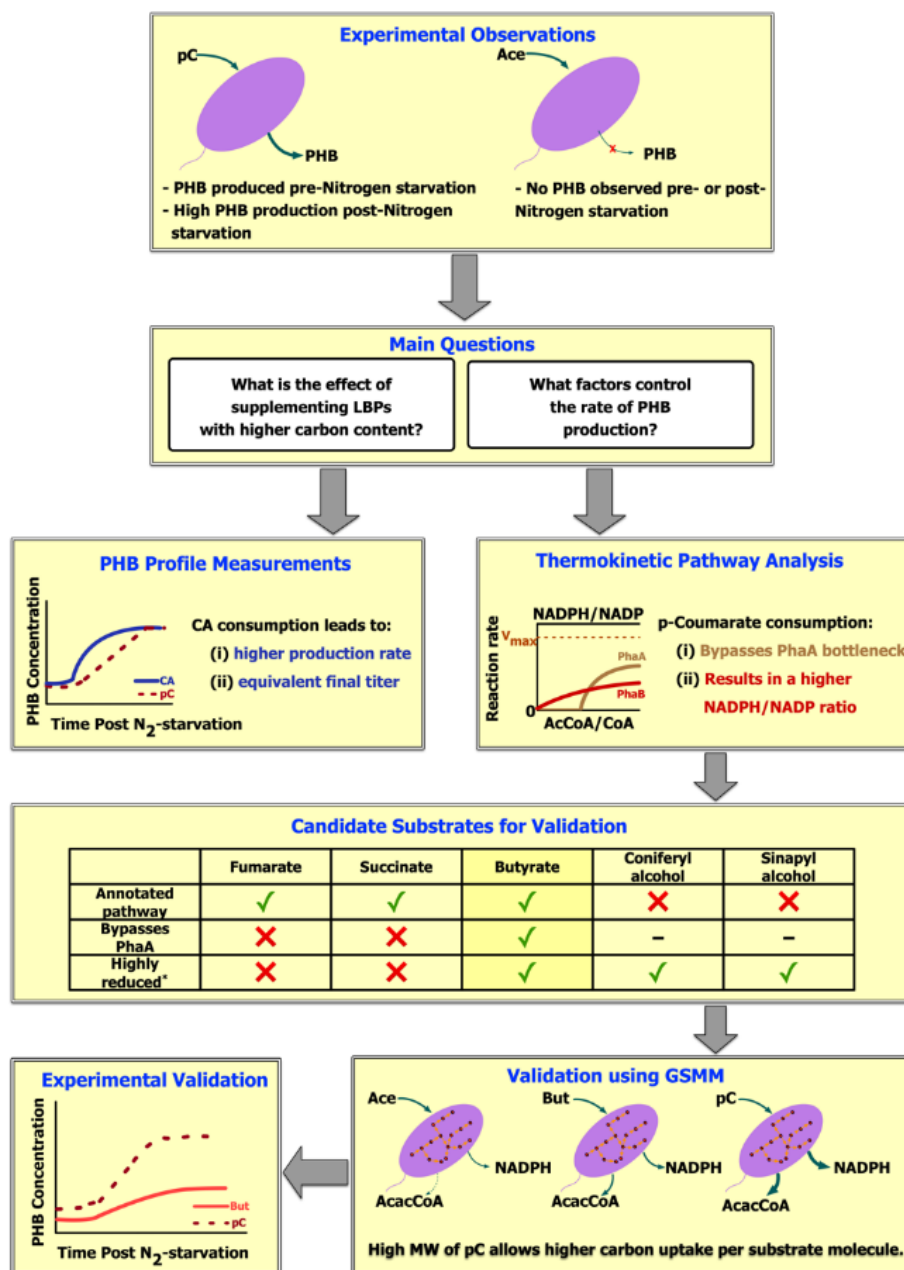 Experimental Observations
pC
PHB
- PHB produced pre-Nitrogen starvation
- High PHB production post-Nitrogen
starvation
Ace
x
PHB
- No PHB observed pre- or post-
Nitrogen starvation
Main Questions
What is the effect of
supplementing LBPs
with higher carbon content?
What factors control
the rate of PHB
production?
PHB Profile Measurements
PHB Concentration
CA
pC
Time Post N2-starvation
CA consumption leads to:
(i) higher production rate
(ii) equivalent final titer
Thermokinetic Pathway Analysis
Reaction rate
NADPH/NADP
Vmax
PhaA
PhaB
0
AcCoA/CoA
p-Coumarate consumption:
(i) Bypasses PhaA bottleneck
(ii) Results in a higher
NADPH/NADP ratio
Candidate Substrates for Validation
Fumarate Succinate Butyrate Coniferyl alcohol Sinapyl alcohol
Annotated pathway ✓ ✓ ✓ ✗ ✗
Bypasses PhaA ✗ ✗ ✓ – –
Highly reduced* ✗ ✗ ✓ ✓ ✓
Experimental Validation
PHB Concentration
But
pC
Time Post N2-starvation
Validation using GSMM
Ace
NADPH
AcacCoA
But
NADPH
AcacCoA
pC
NADPH
AcacCoA
High MW of pC allows higher carbon uptake per substrate molecule.